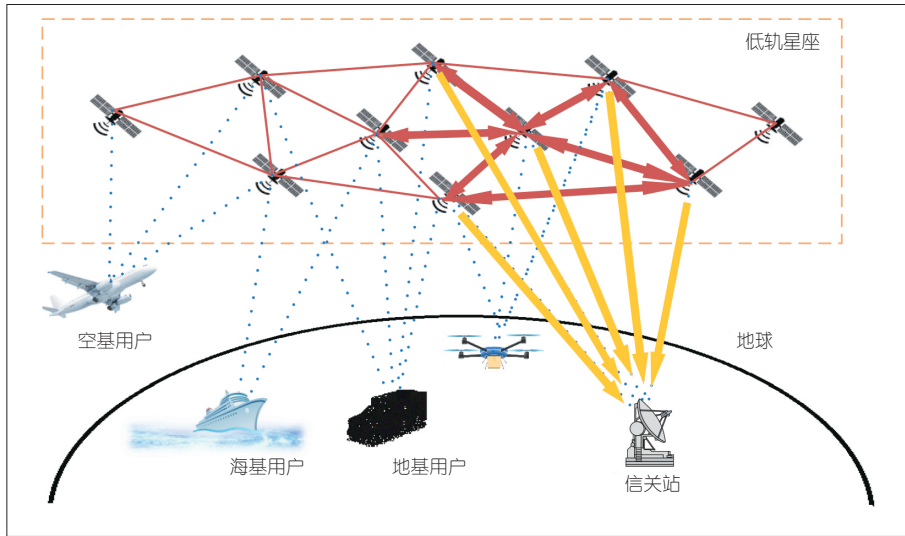 低轨星座
空基用户
地球
海基用户
地基用户
信关站